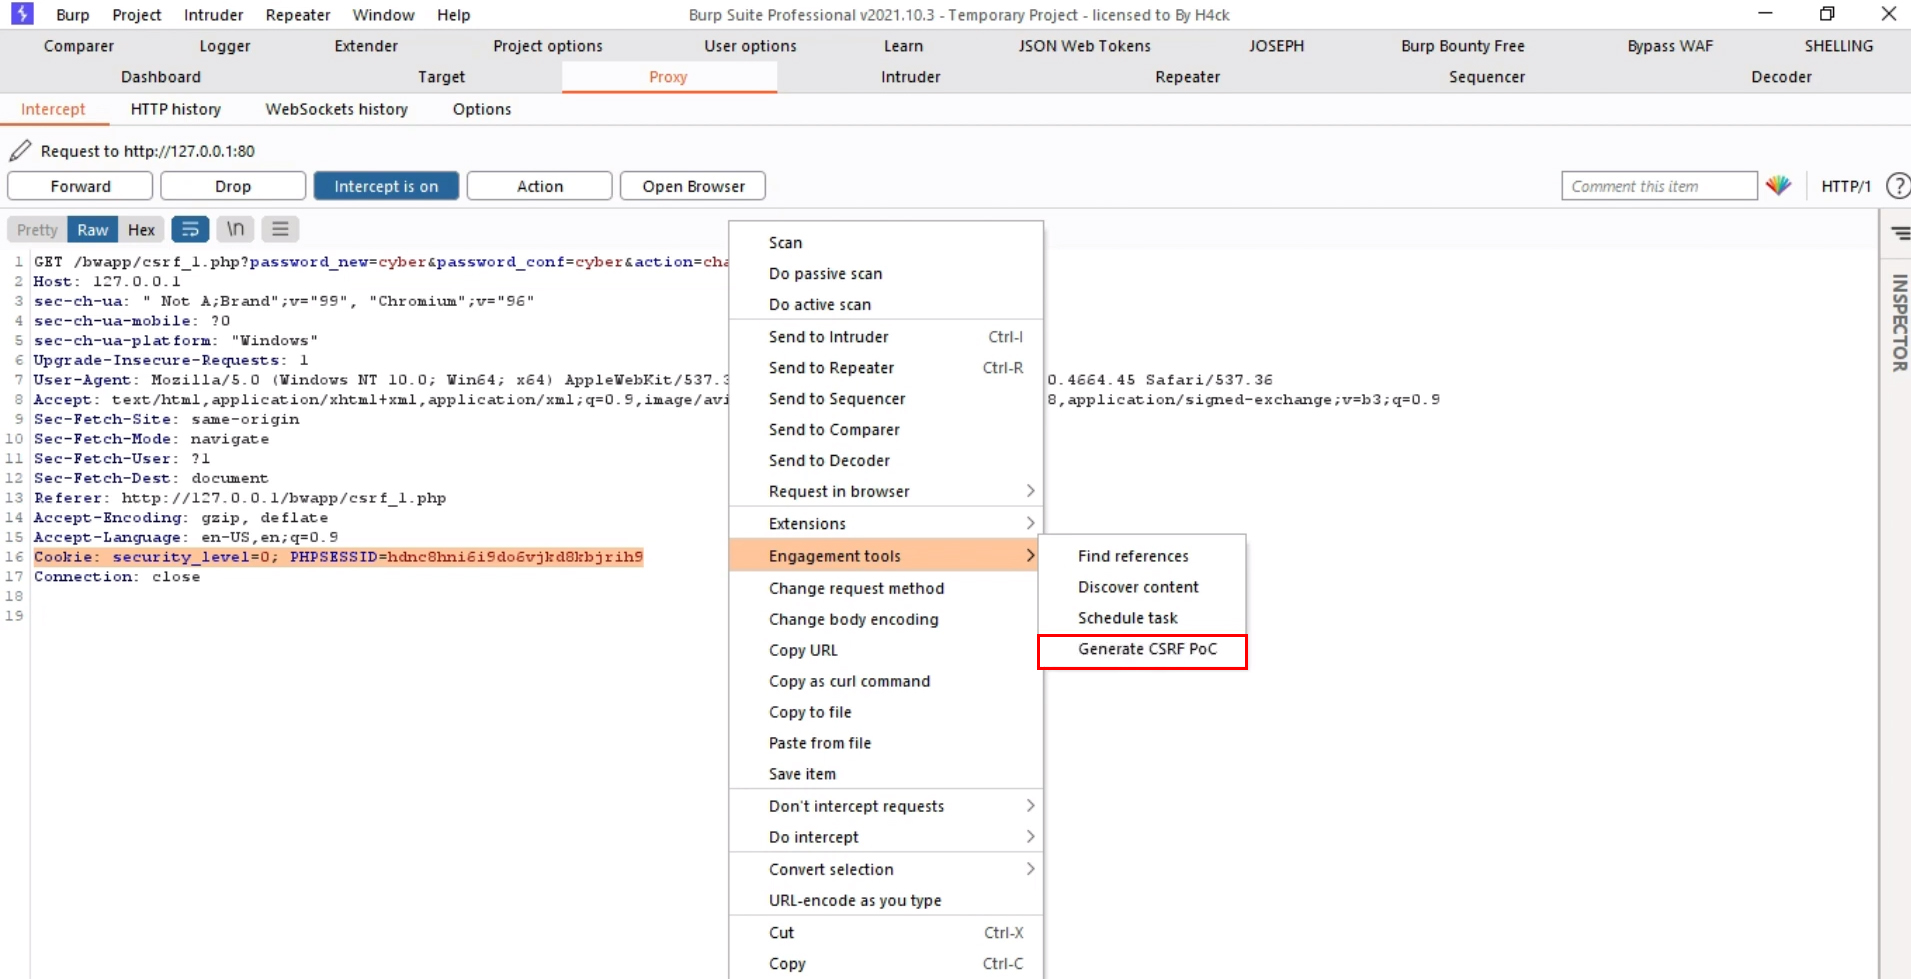 Burp Project Intruder Repeater Window Help Burp Suite Professional v2021.10.3 - Temporary Project - licensed to By H4ck
Comparer Logger Extender Project options User options Learn JSON Web Tokens JOSEPH Burp Bounty Free Bypass WAF SHELLING
Dashboard Target Proxy Intruder Repeater Sequencer Decoder
Intercept HTTP history WebSockets history Options
Request to http://127.0.0.1:80
Forward Drop Intercept is on Action Open Browser Comment this item HTTP/1 ?
Pretty Raw Hex \n
1 GET /bwapp/csrf_1.php?password_new=cyber&password_conf=cyber&action=cha
2 Host: 127.0.0.1
3 sec-ch-ua: " Not A;Brand";v="99", "Chromium";v="96"
4 sec-ch-ua-mobile: ?0
5 sec-ch-ua-platform: "Windows"
6 Upgrade-Insecure-Requests: 1
7 User-Agent: Mozilla/5.0 (Windows NT 10.0; Win64; x64) AppleWebKit/537.3 0.4664.45 Safari/537.36
8 Accept: text/html,application/xhtml+xml,application/xml;q=0.9,image/avi 8,application/signed-exchange;v=b3;q=0.9
9 Sec-Fetch-Site: same-origin
10 Sec-Fetch-Mode: navigate
11 Sec-Fetch-User: ?1
12 Sec-Fetch-Dest: document
13 Referer: http://127.0.0.1/bwapp/csrf_1.php
14 Accept-Encoding: gzip, deflate
15 Accept-Language: en-US,en;q=0.9
16 Cookie: security_level=0; PHPSESSID=hdnc8hni6i9do6vjkd8kbjrih9
17 Connection: close
18
19
Scan
Do passive scan
Do active scan
Send to Intruder Ctrl-I
Send to Repeater Ctrl-R
Send to Sequencer
Send to Comparer
Send to Decoder
Request in browser
Extensions
Engagement tools
Change request method
Change body encoding
Copy URL
Copy as curl command
Copy to file
Paste from file
Save item
Don't intercept requests
Do intercept
Convert selection
URL-encode as you type
Cut Ctrl-X
Copy Ctrl-C
Find references
Discover content
Schedule task
Generate CSRF PoC
INSPECTOR